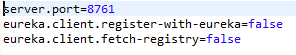 server.port=8761
eureka.client.register-with-eureka=false
eureka.client.fetch-registry=false